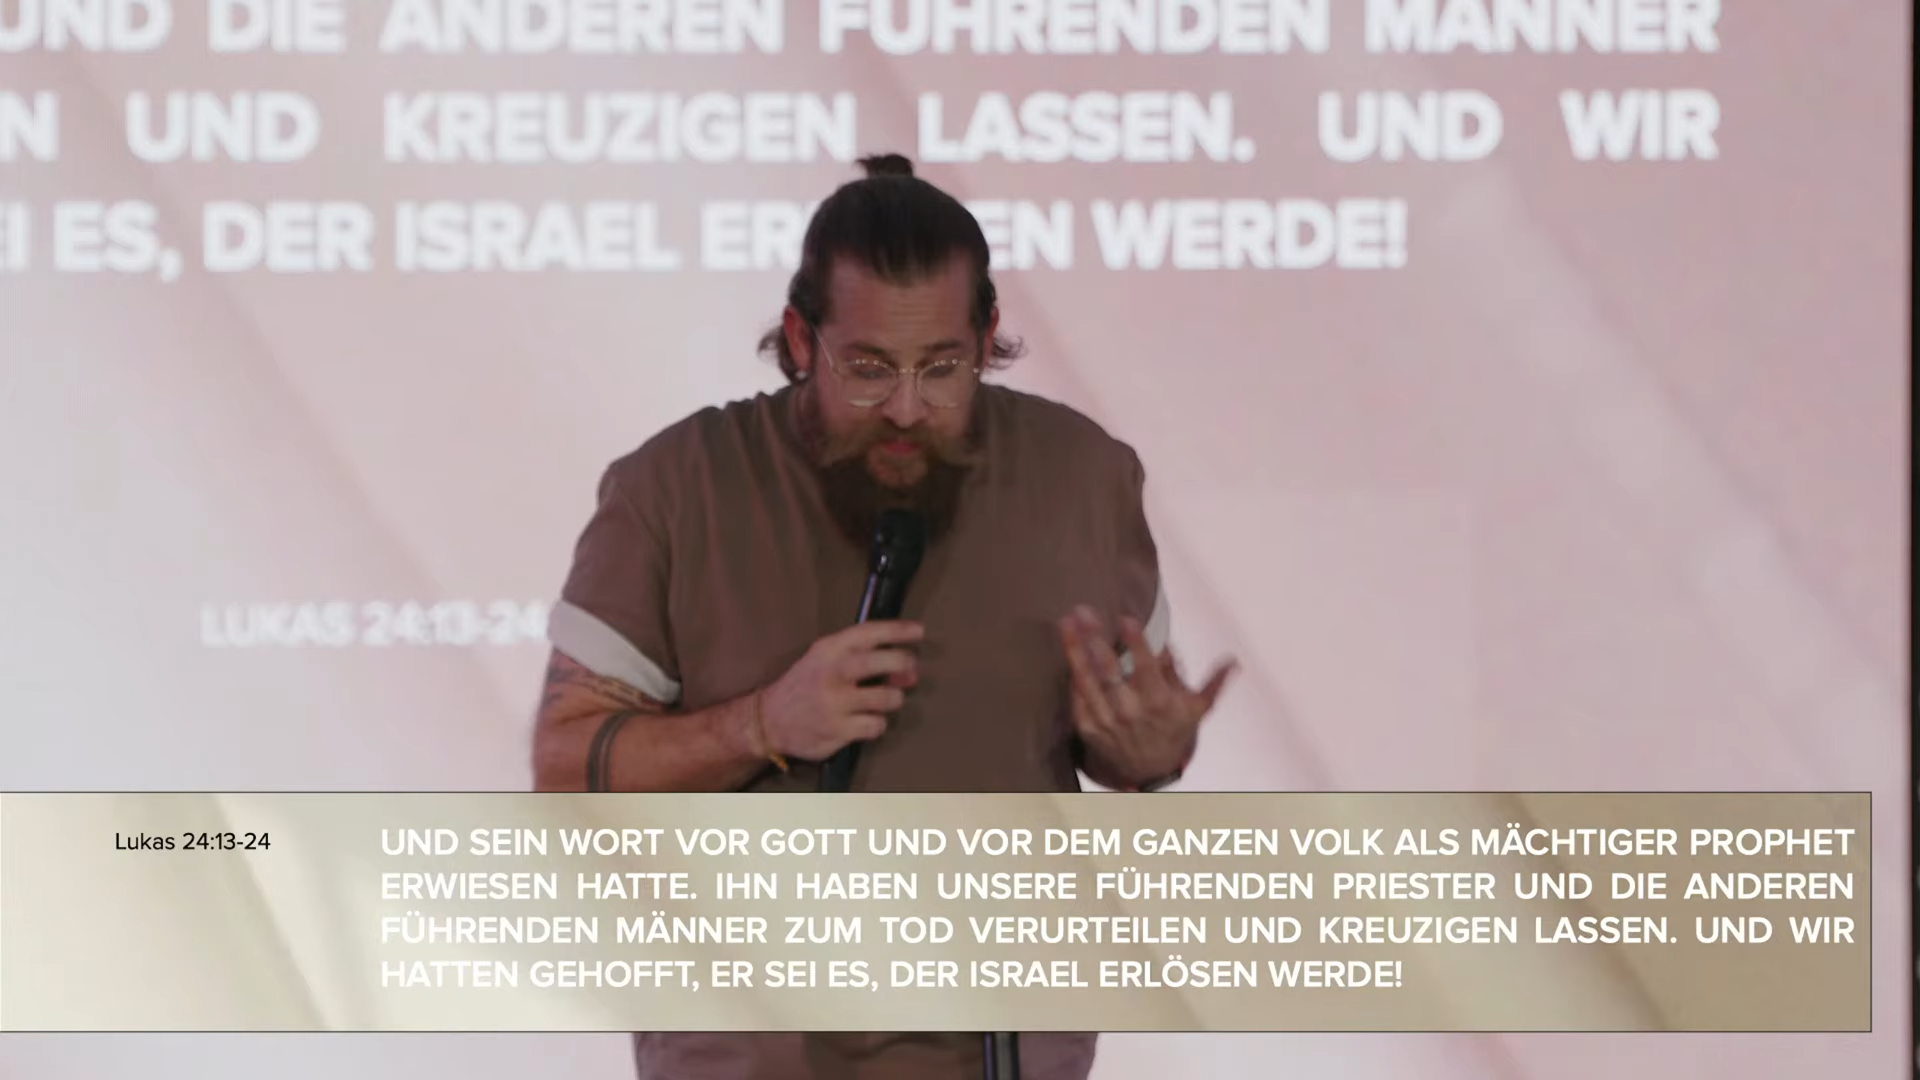 UND DIE ANDEREN FÜHRENDEN MÄNNER
UND KREUZIGEN LASSEN. UND WIR
ES, DER ISRAEL WERDE!
LUKAS 24:13-24
Lukas 24:13-24
UND SEIN WORT VOR GOTT UND VOR DEM GANZEN VOLK ALS MÄCHTIGER PROPHET
ERWIESEN HATTE. IHN HABEN UNSERE FÜHRENDEN PRIESTER UND DIE ANDEREN
FÜHRENDEN MÄNNER ZUM TOD VERURTEILEN UND KREUZIGEN LASSEN. UND WIR
HATTEN GEHOFFT, ER SEI ES, DER ISRAEL ERLÖSEN WERDE!